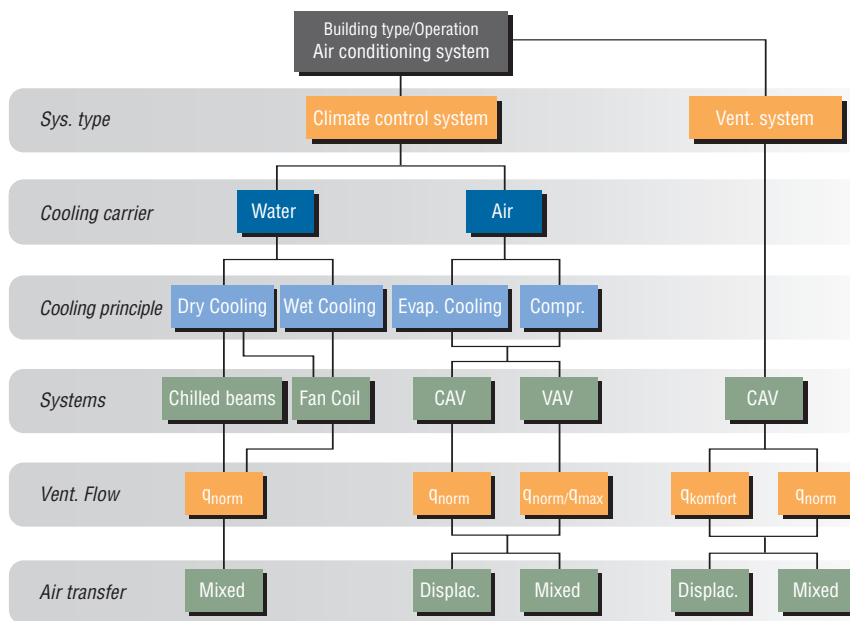 Building type/Operation
Air conditioning system
Sys. type
Climate control system
Vent. system
Cooling carrier
Water
Air
Cooling principle
Dry Cooling
Wet Cooling
Evap. Cooling
Compr.
Systems
Chilled beams
Fan Coil
CAV
VAV
CAV
Vent. Flow
qnorm
qnorm
qnorm/qmax
qkomfort
qnorm
Air transfer
Mixed
Displac.
Mixed
Displac.
Mixed